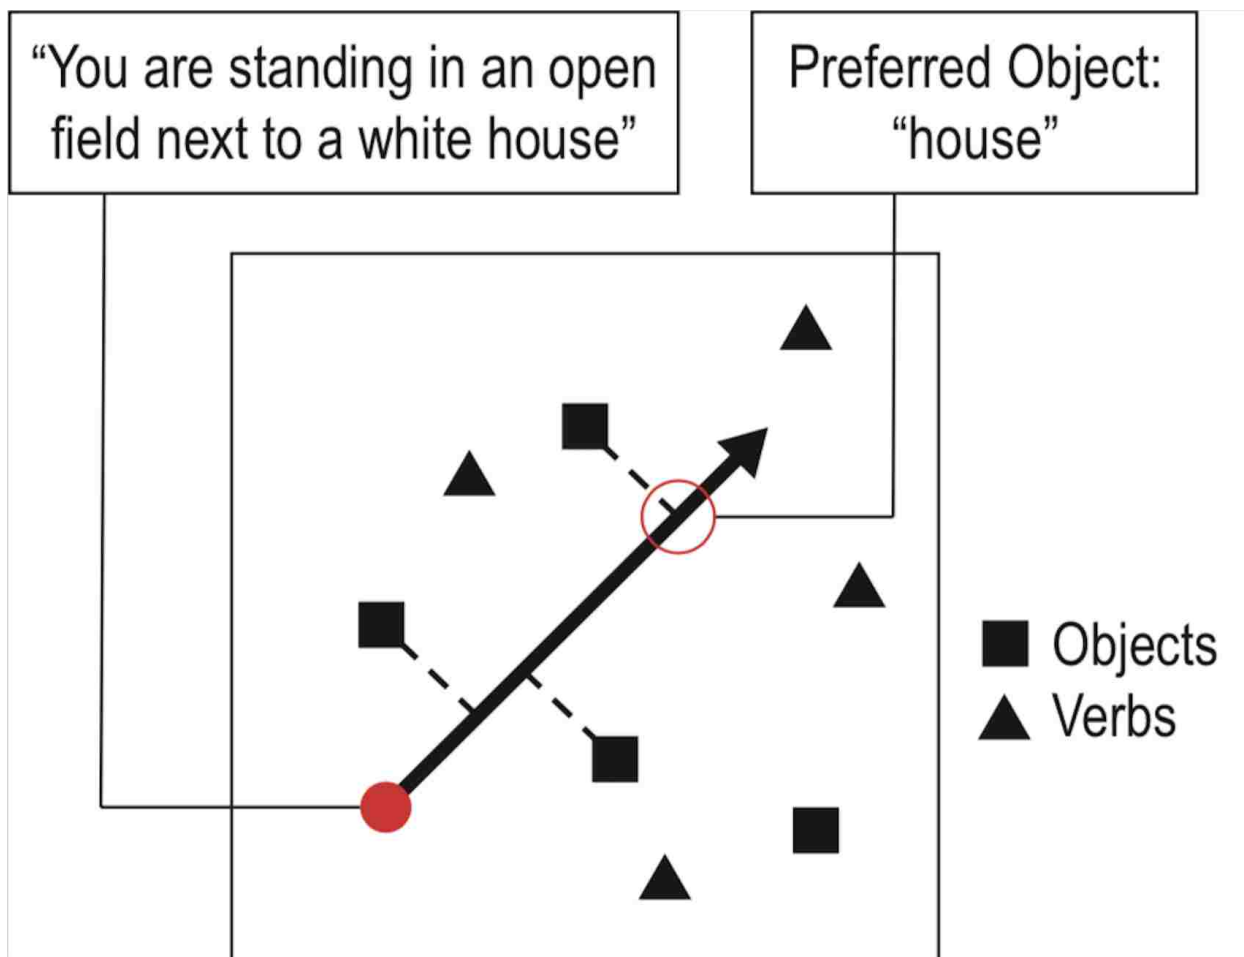 “You are standing in an open
field next to a white house”
Preferred Object:
“house”
Objects
Verbs